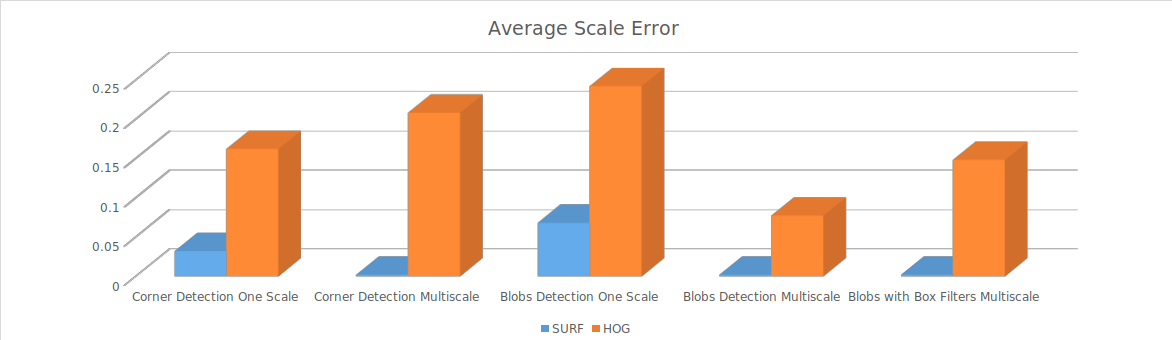 Average Scale Error
0.25
0.2
0.15
0.1
0.05
0
Corner Detection One Scale
Corner Detection Multiscale
Blobs Detection One Scale
Blobs Detection Multiscale
Blobs with Box Filters Multiscale
SURF
HOG